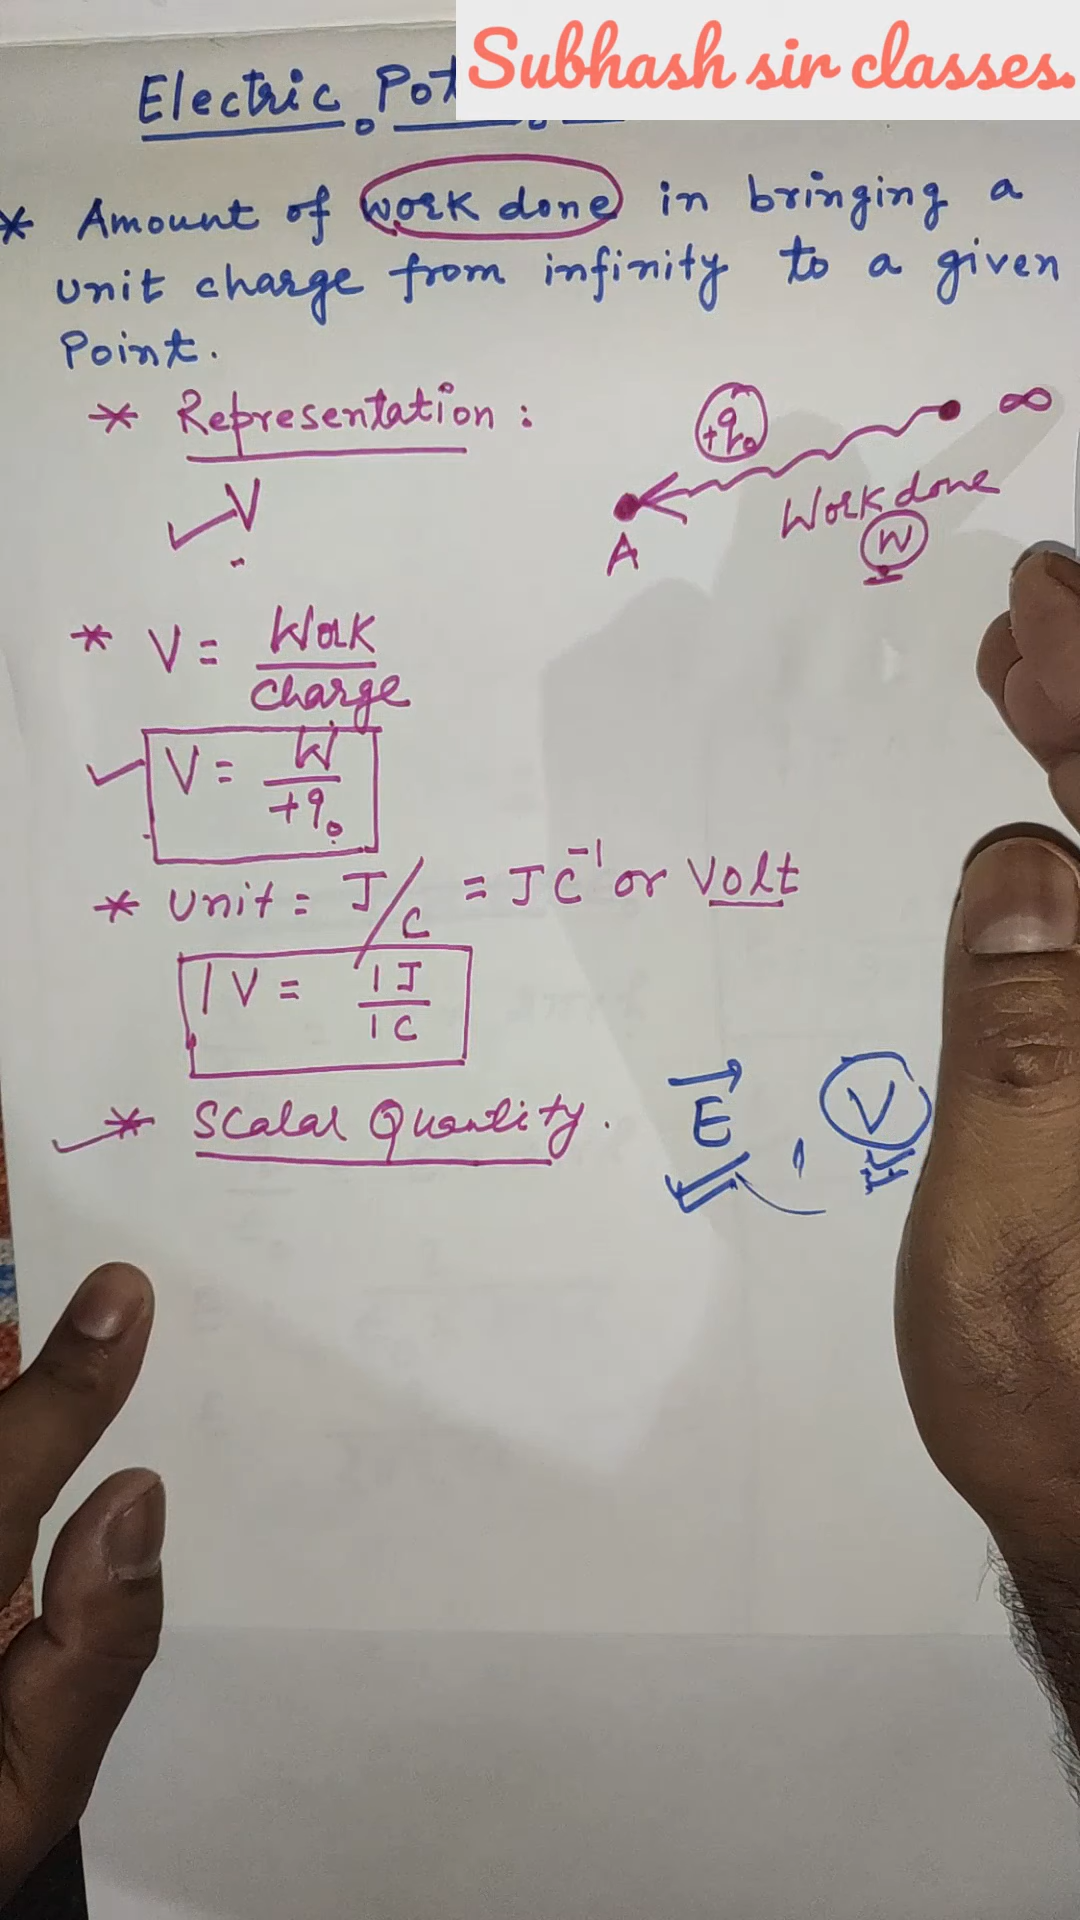 Subhash sir classes.
Electric
* Amount of work done in bringing a
unit charge from infinity to a given
Point.
* Representation :
+q₀
∞
V
Work done
W
A
* V = Work
charge
V = W
+q₀
* Unit = J/C = JC⁻¹ or Volt
1V = 1J
1C
* Scalar Quantity.
E⃗ , V